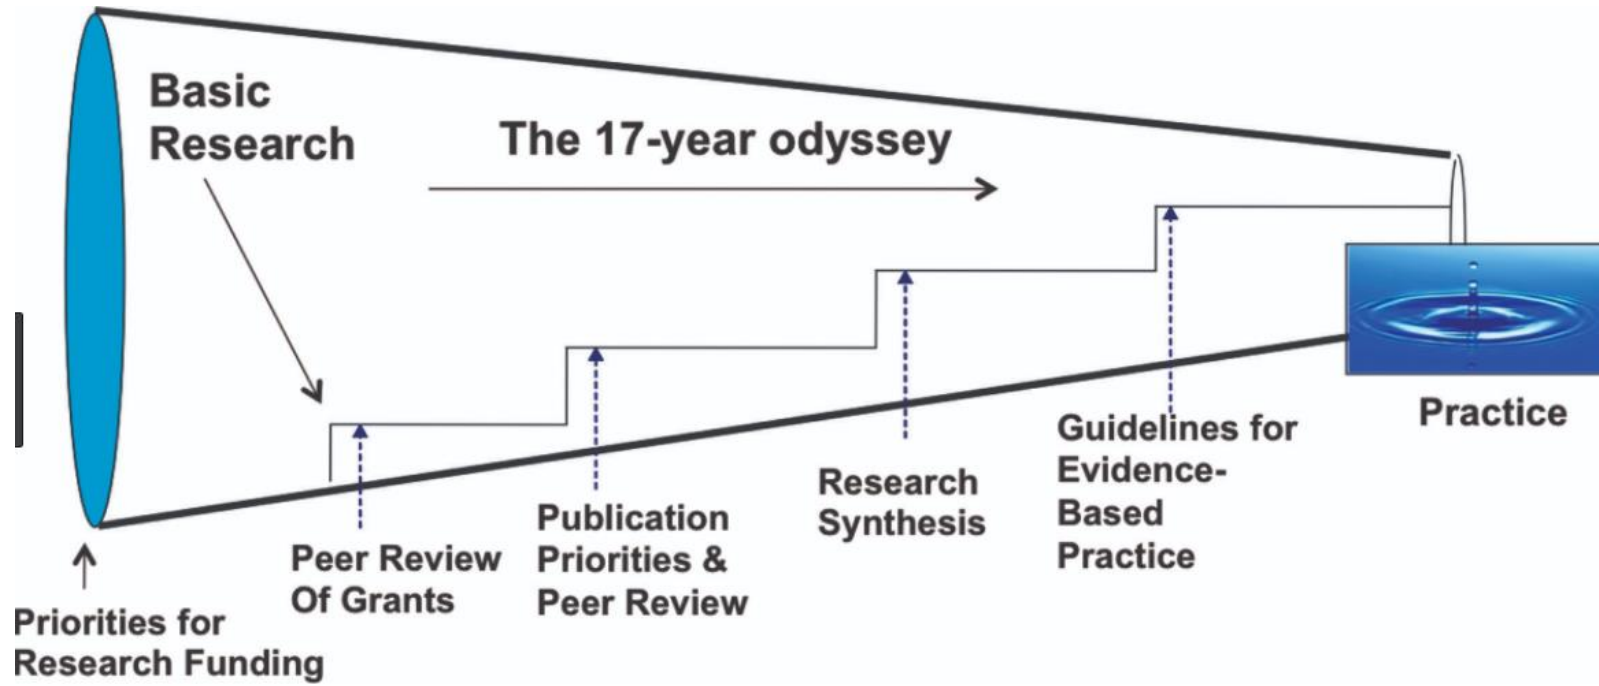 Basic
Research
The 17-year odyssey
Priorities for
Research Funding
Peer Review
Of Grants
Publication
Priorities &
Peer Review
Research
Synthesis
Guidelines for
Evidence-
Based
Practice
Practice